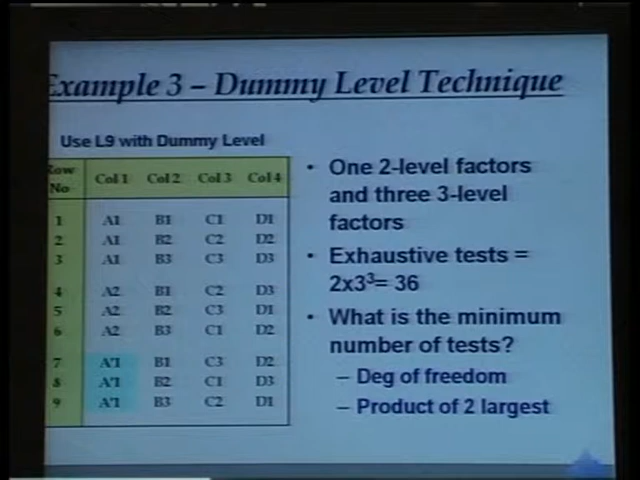 Example 3 – Dummy Level Technique
Use L9 with Dummy Level
Row No Col 1 Col 2 Col 3 Col 4
1 A1 B1 C1 D1
2 A1 B2 C2 D2
3 A1 B3 C3 D3
4 A2 B1 C2 D3
5 A2 B2 C3 D1
6 A2 B3 C1 D2
7 A'1 B1 C3 D2
8 A'1 B2 C1 D3
9 A'1 B3 C2 D1
• One 2-level factors
and three 3-level
factors
• Exhaustive tests =
2x3³= 36
• What is the minimum
number of tests?
– Deg of freedom
– Product of 2 largest